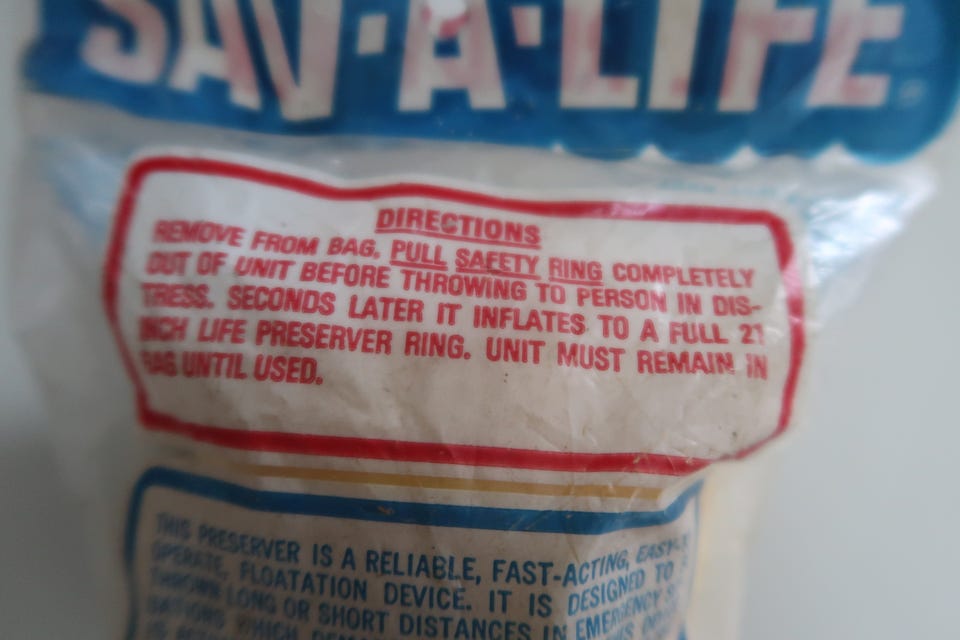 SAV·A·LIFE
DIRECTIONS
REMOVE FROM BAG. PULL SAFETY RING COMPLETELY
OUT OF UNIT BEFORE THROWING TO PERSON IN DIS-
TRESS. SECONDS LATER IT INFLATES TO A FULL 21
INCH LIFE PRESERVER RING. UNIT MUST REMAIN IN
BAG UNTIL USED.
THIS PRESERVER IS A RELIABLE, FAST-ACTING, EASY-
OPERATE, FLOATATION DEVICE. IT IS DESIGNED TO
THROWN LONG OR SHORT DISTANCES IN EMERGENCY
WHICH